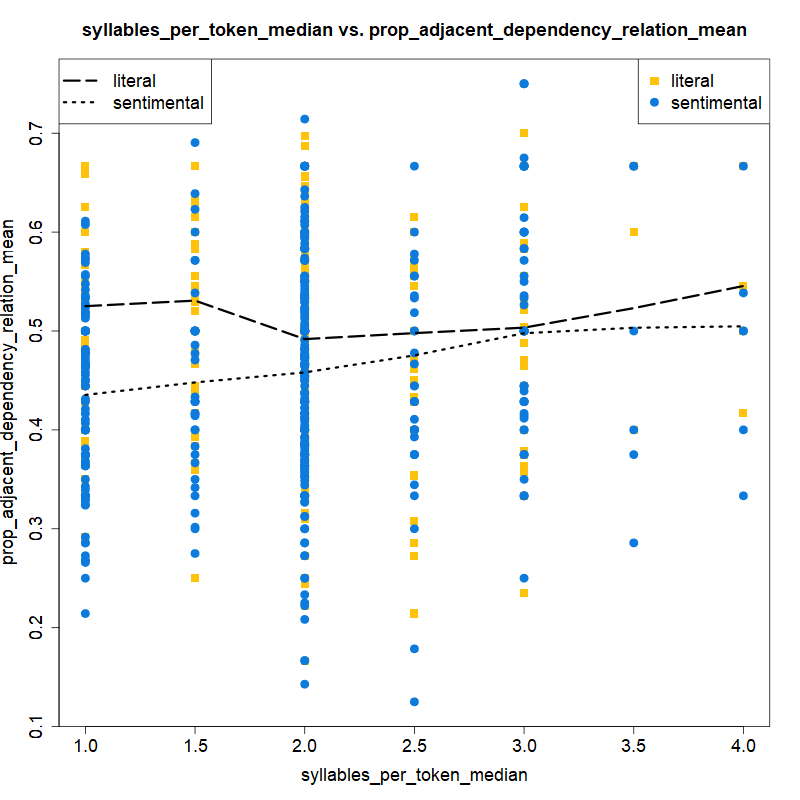 syllables_per_token_median vs. prop_adjacent_dependency_relation_mean
literal
sentimental
literal
sentimental
prop_adjacent_dependency_relation_mean
0.7
0.6
0.5
0.4
0.3
0.2
0.1
1.0 1.5 2.0 2.5 3.0 3.5 4.0
syllables_per_token_median